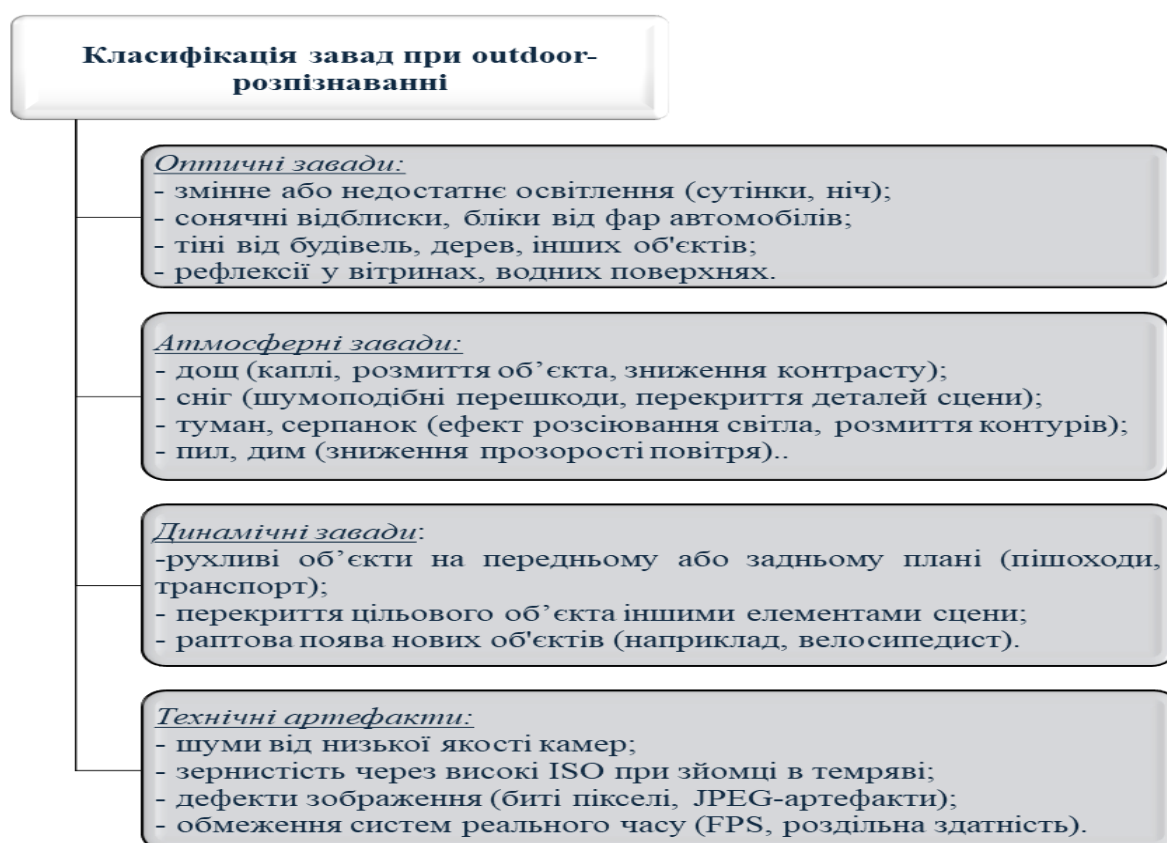 Класифікація завад при outdoor-
розпізнаванні
Оптичні завади:
- змінне або недостатнє освітлення (сутінки, ніч);
- сонячні відблиски, бліки від фар автомобілів;
- тіні від будівель, дерев, інших об'єктів;
- рефлексії у вітринах, водних поверхнях.
Атмосферні завади:
- дощ (каплі, розмиття об’єкта, зниження контрасту);
- сніг (шумоподібні перешкоди, перекриття деталей сцени);
- туман, серпанок (ефект розсіювання світла, розмиття контурів);
- пил, дим (зниження прозорості повітря)..
Динамічні завади:
-рухливі об’єкти на передньому або задньому плані (пішоходи,
транспорт);
- перекриття цільового об’єкта іншими елементами сцени;
- раптова поява нових об'єктів (наприклад, велосипедист).
Технічні артефакти:
- шуми від низької якості камер;
- зернистість через високі ISO при зйомці в темряві;
- дефекти зображення (биті пікселі, JPEG-артефакти);
- обмеження систем реального часу (FPS, роздільна здатність).